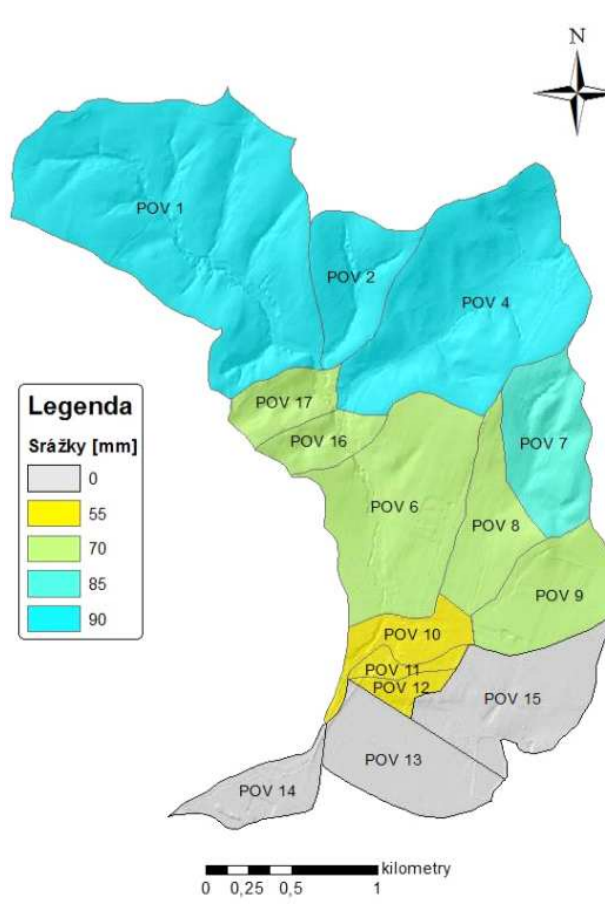 N
POV 1
POV 2
POV 4
POV 17
POV 16
POV 7
POV 6
POV 8
POV 9
POV 10
POV 11
POV 12
POV 15
POV 13
POV 14
Legenda
Srážky [mm]
0
55
70
85
90
kilometry
0 0,25 0,5 1